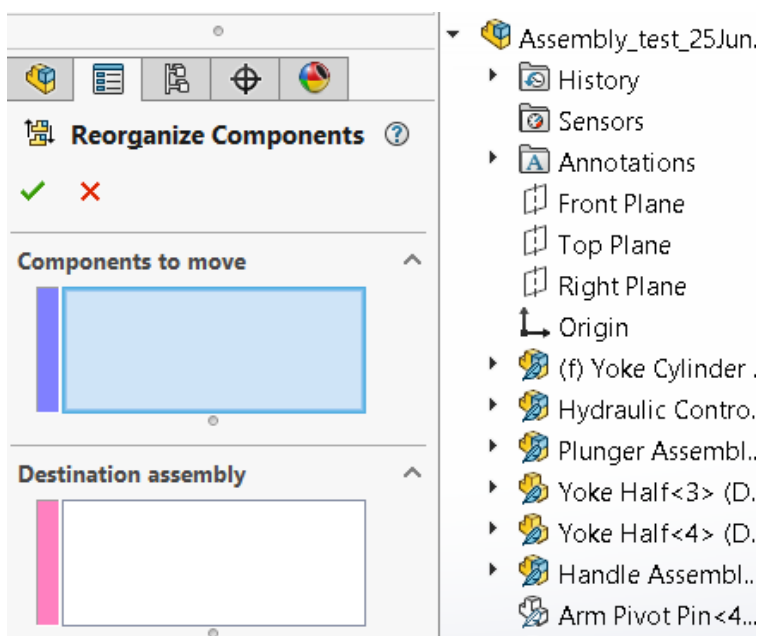 Reorganize Components
Components to move
Destination assembly
Assembly_test_25Jun.
History
Sensors
Annotations
Front Plane
Top Plane
Right Plane
Origin
(f) Yoke Cylinder .
Hydraulic Contro.
Plunger Assembl..
Yoke Half<3> (D.
Yoke Half<4> (D.
Handle Assembl..
Arm Pivot Pin<4...